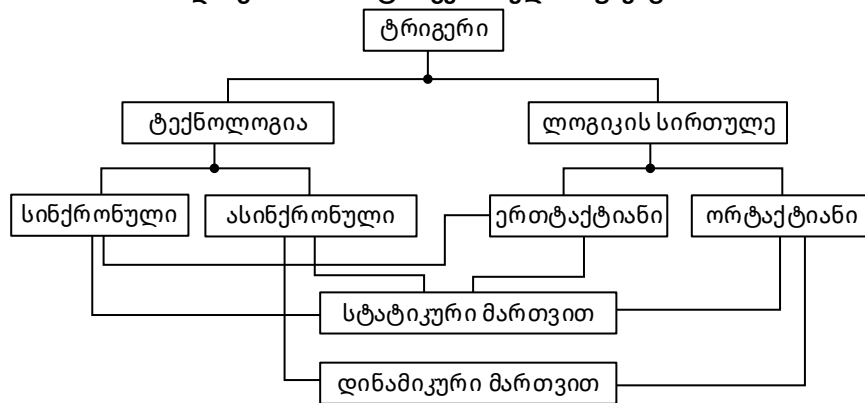 ტრიგერი
ტექნოლოგია
ლოგიკის სირთულე
სინქრონული
ასინქრონული
ერთტაქტიანი
ორტაქტიანი
სტატიკური მართვით
დინამიკური მართვით